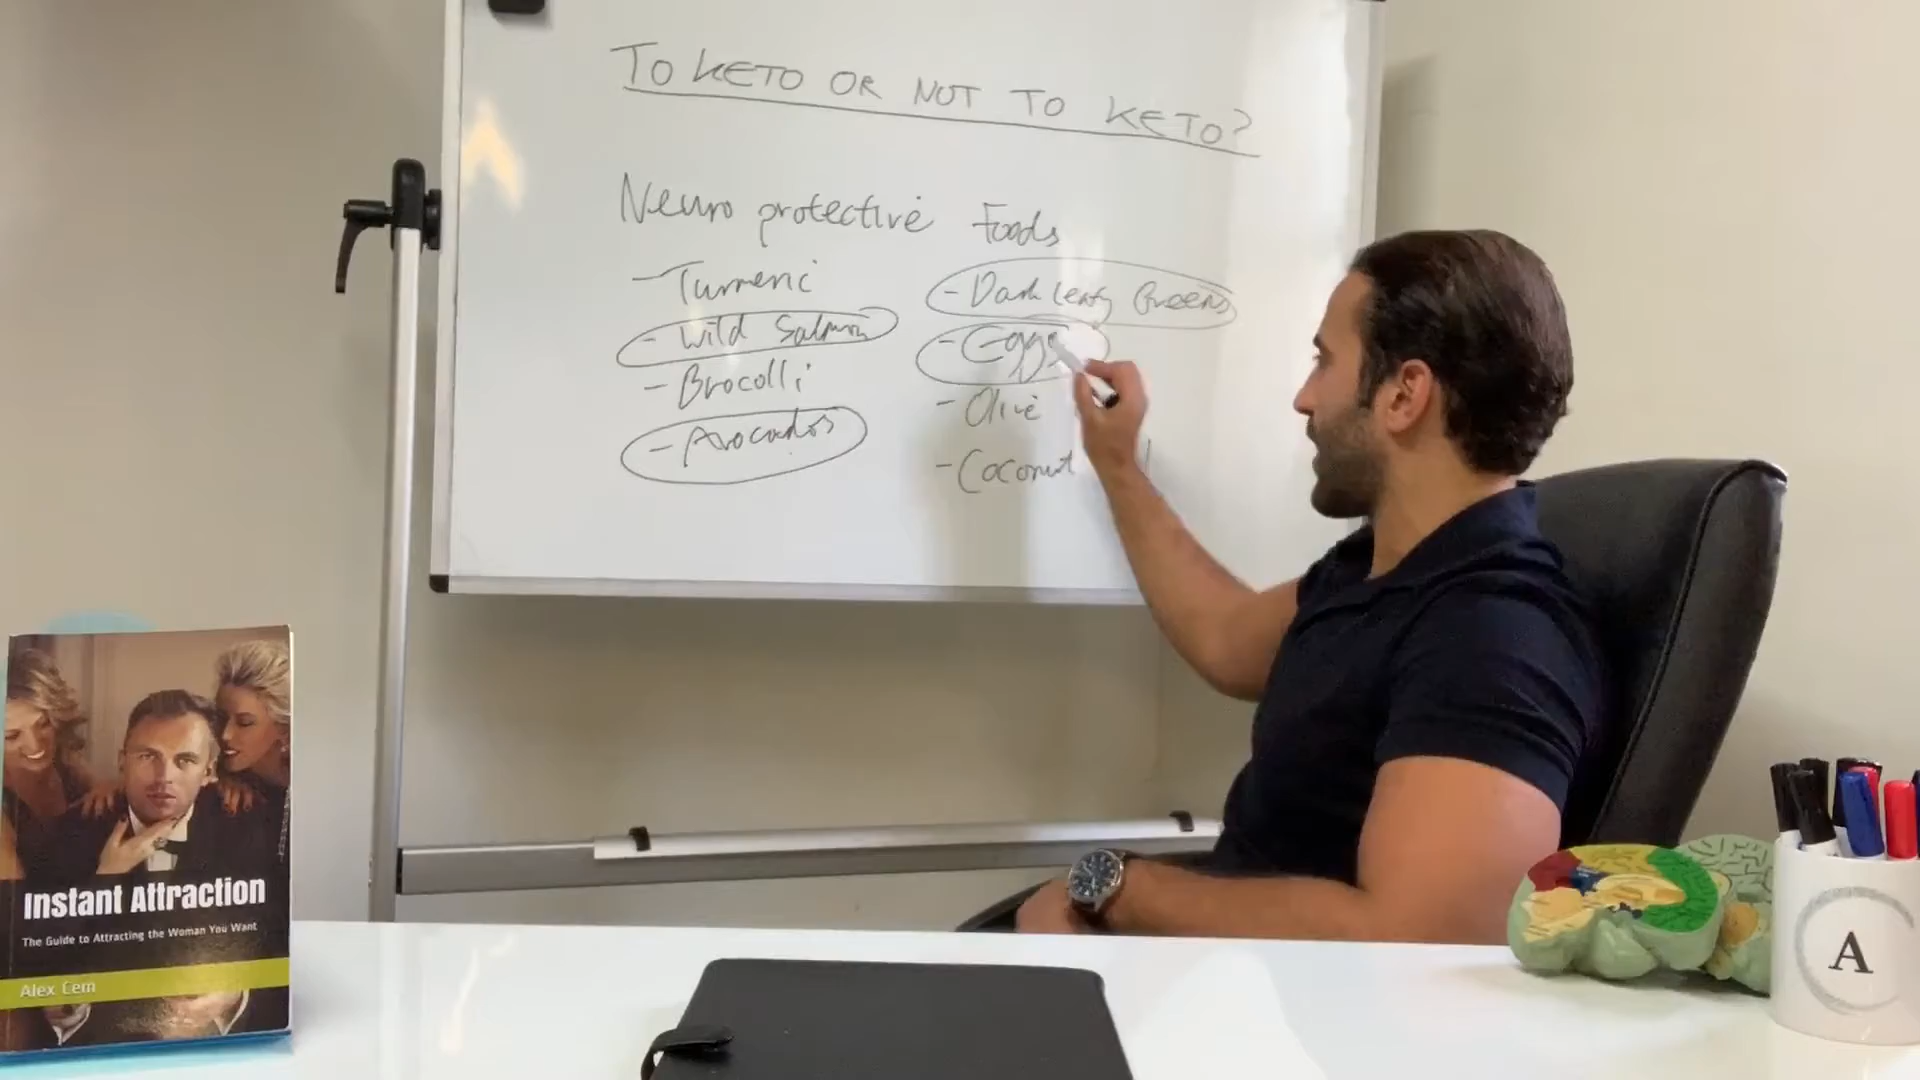 TO KETO OR NOT TO KETO?
Neuro protective Foods
- Turmeric
- Wild Salmon
- Brocolli
- Avocados
- Dark leafy Greens
- Eggs
- Olive
- Coconut
Instant Attraction
The Guide to Attracting the Woman You Want
Alex Cem
A